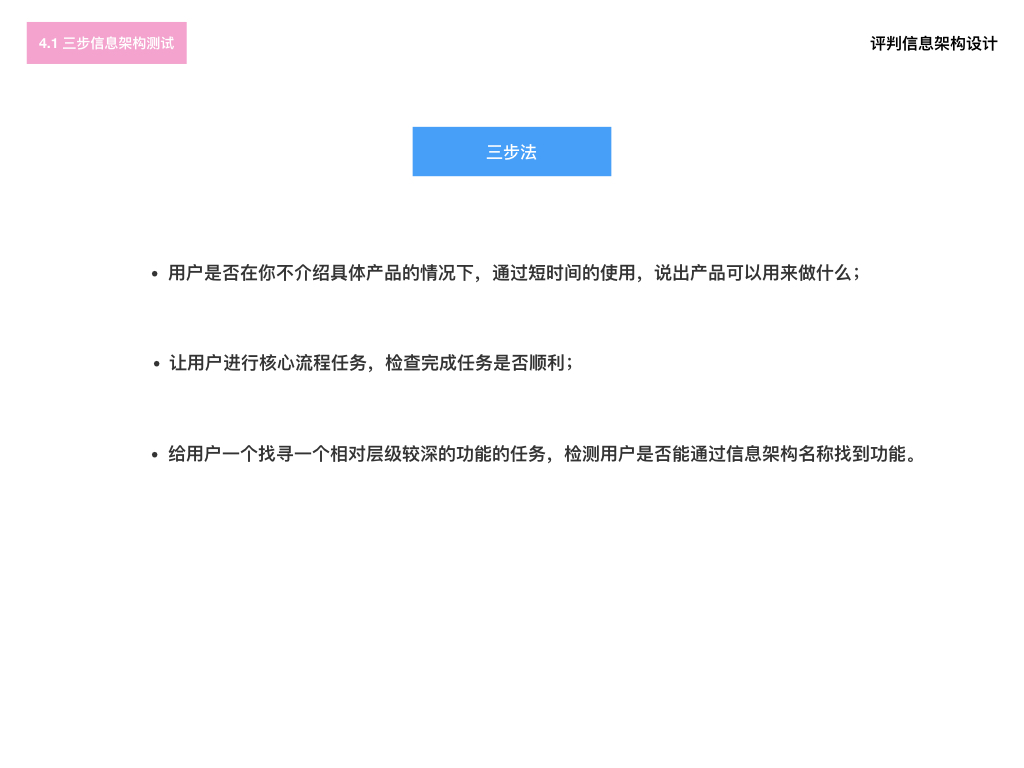 4.1 三步信息架构测试
评判信息架构设计
三步法
• 用户是否在你不介绍具体产品的情况下，通过短时间的使用，说出产品可以用来做什么；
• 让用户进行核心流程任务，检查完成任务是否顺利；
• 给用户一个找寻一个相对层级较深的功能的任务，检测用户是否能通过信息架构名称找到功能。